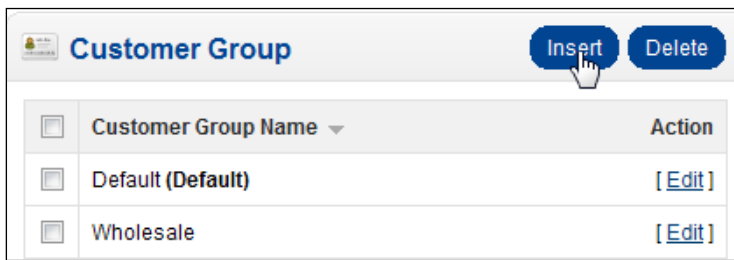 Customer Group Insert Delete
Customer Group Name Action
Default (Default) [ Edit ]
Wholesale [ Edit ]